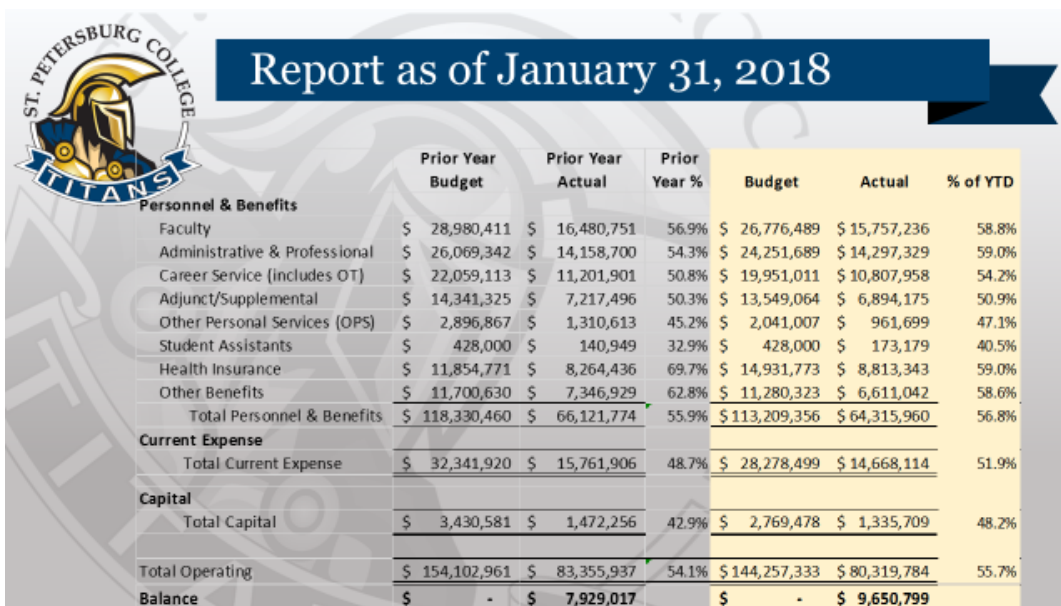 ST. PETERSBURG COLLEGE
TITANS
Report as of January 31, 2018
Prior Year Prior Year Prior
Budget Actual Year % Budget Actual % of YTD
Personnel & Benefits
Faculty $ 28,980,411 $ 16,480,751 56.9% $ 26,776,489 $ 15,757,236 58.8%
Administrative & Professional $ 26,069,342 $ 14,158,700 54.3% $ 24,251,689 $ 14,297,329 59.0%
Career Service (includes OT) $ 22,059,113 $ 11,201,901 50.8% $ 19,951,011 $ 10,807,958 54.2%
Adjunct/Supplemental $ 14,341,325 $ 7,217,496 50.3% $ 13,549,064 $ 6,894,175 50.9%
Other Personal Services (OPS) $ 2,896,867 $ 1,310,613 45.2% $ 2,041,007 $ 961,699 47.1%
Student Assistants $ 428,000 $ 140,949 32.9% $ 428,000 $ 173,179 40.5%
Health Insurance $ 11,854,771 $ 8,264,436 69.7% $ 14,931,773 $ 8,813,343 59.0%
Other Benefits $ 11,700,630 $ 7,346,929 62.8% $ 11,280,323 $ 6,611,042 58.6%
Total Personnel & Benefits $ 118,330,460 $ 66,121,774 55.9% $ 113,209,356 $ 64,315,960 56.8%
Current Expense
Total Current Expense $ 32,341,920 $ 15,761,906 48.7% $ 28,278,499 $ 14,668,114 51.9%
Capital
Total Capital $ 3,430,581 $ 1,472,256 42.9% $ 2,769,478 $ 1,335,709 48.2%
Total Operating $ 154,102,961 $ 83,355,937 54.1% $ 144,257,333 $ 80,319,784 55.7%
Balance $ - $ 7,929,017 $ - $ 9,650,799